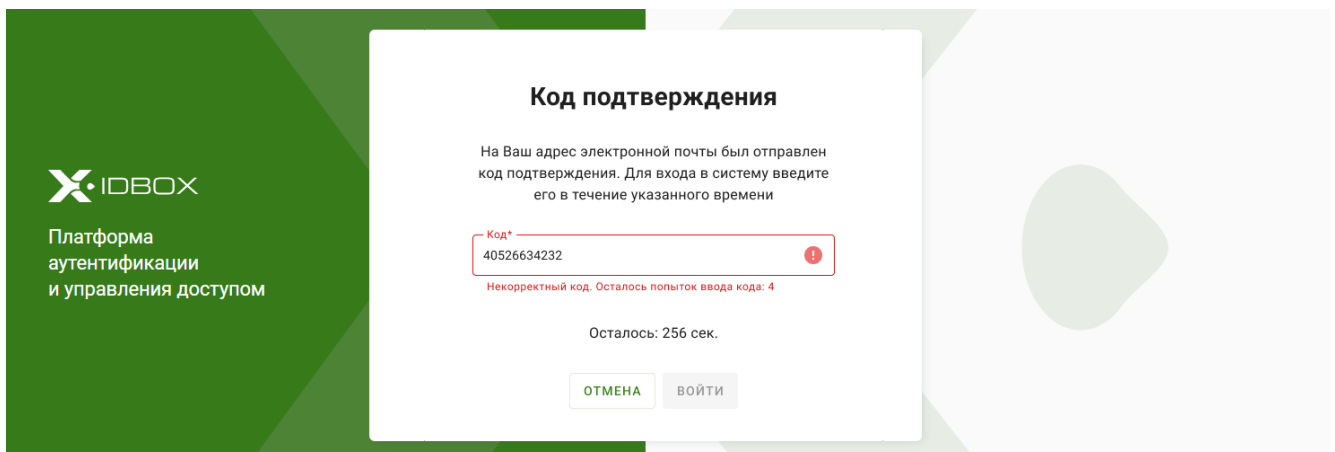 IDBOX
Платформа
аутентификации
и управления доступом
Код подтверждения
На Ваш адрес электронной почты был отправлен
код подтверждения. Для входа в систему введите
его в течение указанного времени
Код*
40526634232
Некорректный код. Осталось попыток ввода кода: 4
Осталось: 256 сек.
ОТМЕНА
ВОЙТИ